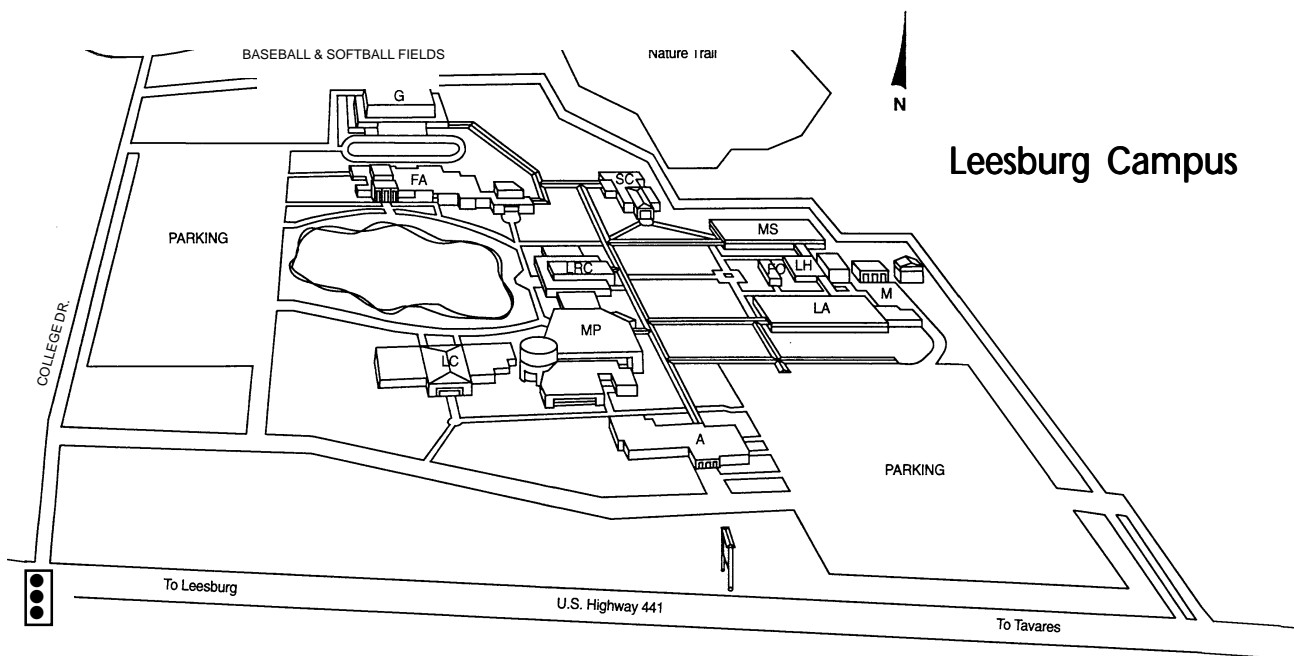 BASEBALL & SOFTBALL FIELDS
Nature Trail
N
Leesburg Campus
G
FA
SC
PARKING
MS
LRC
FO
LH
M
LA
MP
COLLEGE DR.
LC
A
PARKING
To Leesburg
U.S. Highway 441
To Tavares